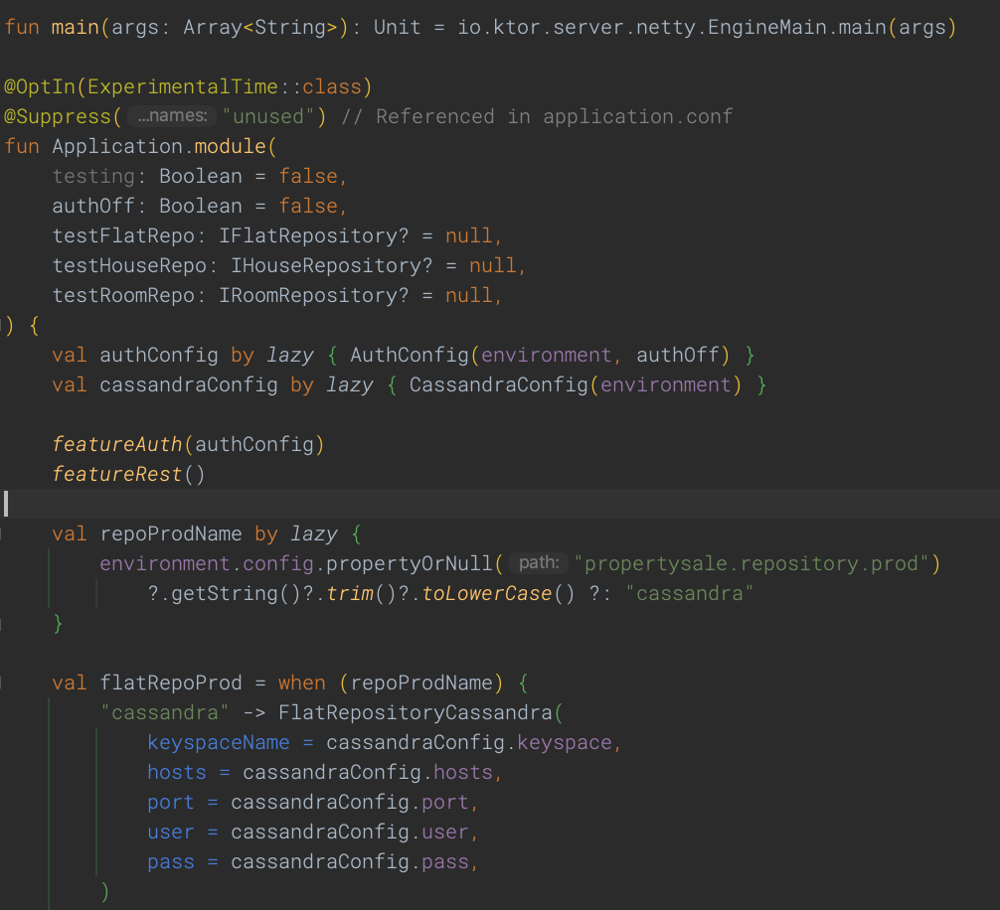 fun main(args: Array<String>): Unit = io.ktor.server.netty.EngineMain.main(args)
@OptIn(ExperimentalTime::class)
@Suppress( ...names: "unused") // Referenced in application.conf
fun Application.module(
    testing: Boolean = false,
    authOff: Boolean = false,
    testFlatRepo: IFlatRepository? = null,
    testHouseRepo: IHouseRepository? = null,
    testRoomRepo: IRoomRepository? = null,
) {
    val authConfig by lazy { AuthConfig(environment, authOff) }
    val cassandraConfig by lazy { CassandraConfig(environment) }
    featureAuth(authConfig)
    featureRest()
    val repoProdName by lazy {
        environment.config.propertyOrNull( path: "propertysale.repository.prod")
            ?.getString()?.trim()?.toLowerCase() ?: "cassandra"
    }
    val flatRepoProd = when (repoProdName) {
        "cassandra" -> FlatRepositoryCassandra(
            keyspaceName = cassandraConfig.keyspace,
            hosts = cassandraConfig.hosts,
            port = cassandraConfig.port,
            user = cassandraConfig.user,
            pass = cassandraConfig.pass,
        )